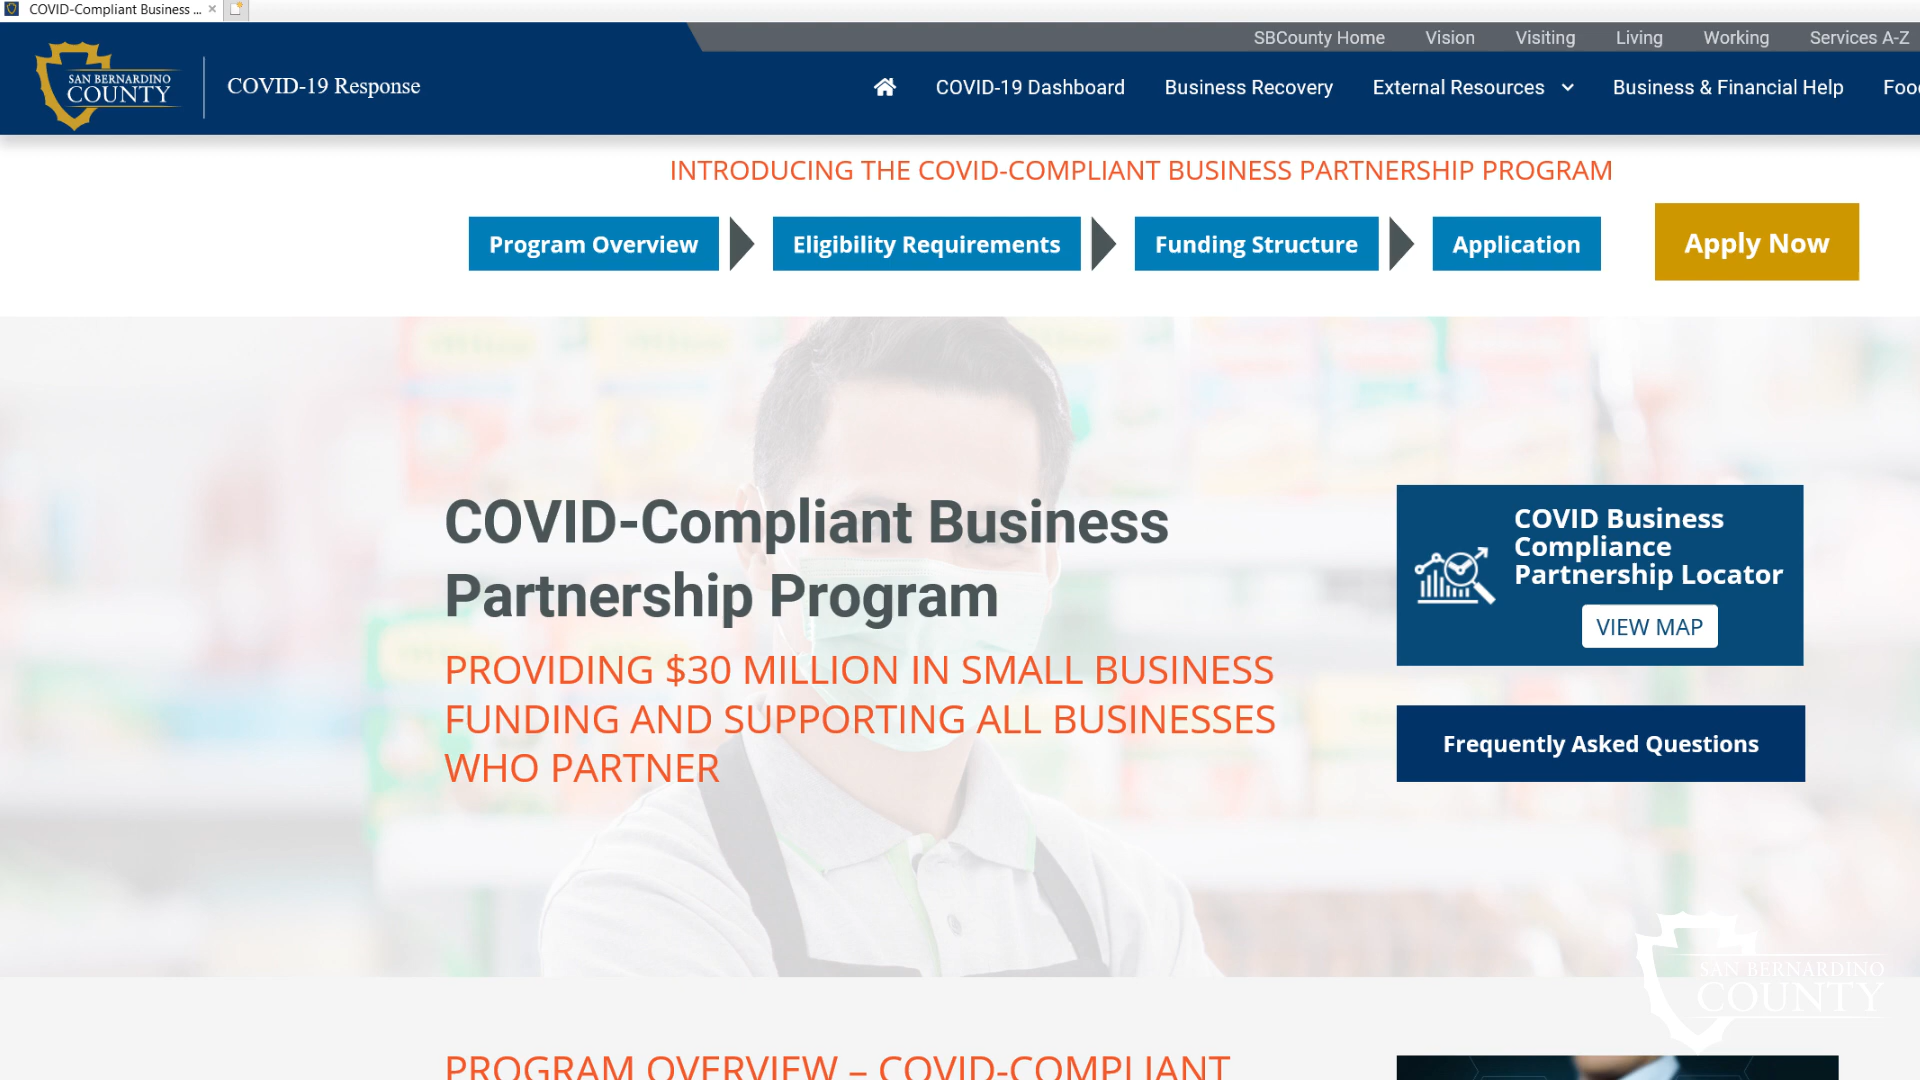 COVID-Compliant Business ...
SBCounty Home Vision Visiting Living Working Services A-Z
SAN BERNARDINO
COUNTY
COVID-19 Response
COVID-19 Dashboard Business Recovery External Resources Business & Financial Help
INTRODUCING THE COVID-COMPLIANT BUSINESS PARTNERSHIP PROGRAM
Program Overview Eligibility Requirements Funding Structure Application Apply Now
COVID-Compliant Business
Partnership Program
PROVIDING $30 MILLION IN SMALL BUSINESS
FUNDING AND SUPPORTING ALL BUSINESSES
WHO PARTNER
COVID Business
Compliance
Partnership Locator
VIEW MAP
Frequently Asked Questions
SAN BERNARDINO
COUNTY
PROGRAM OVERVIEW – COVID-COMPLIANT